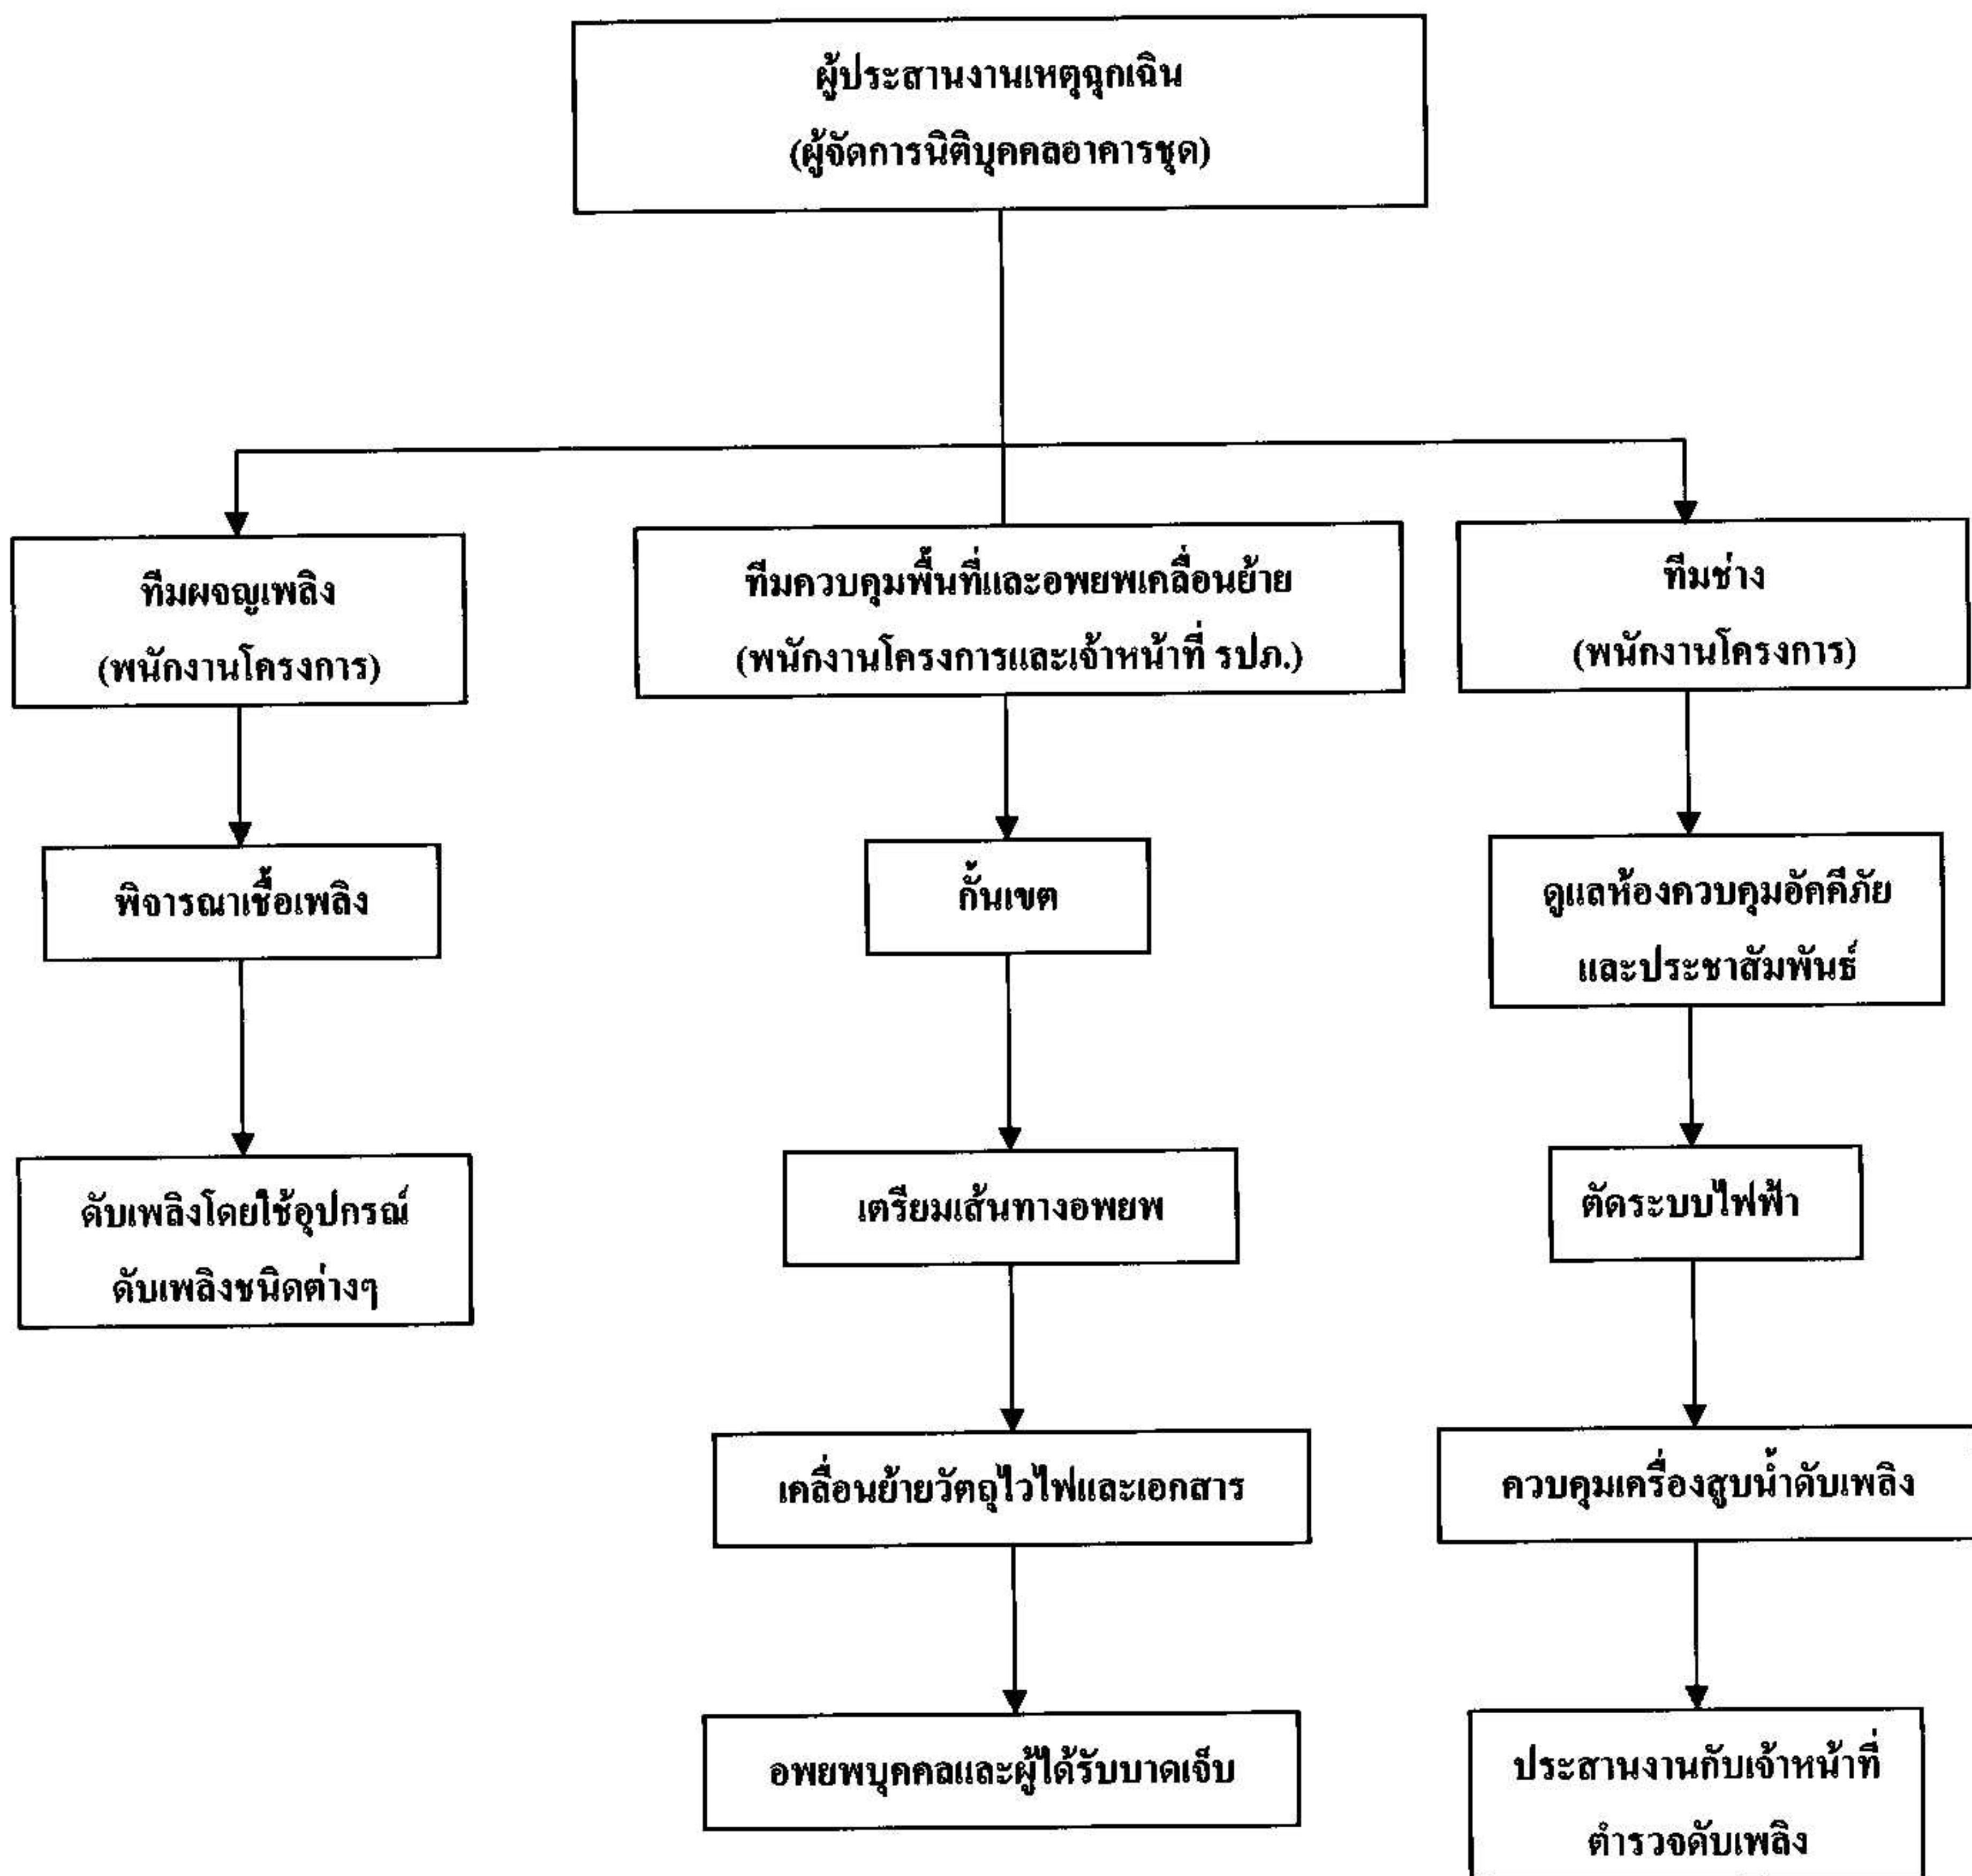 ผู้ประสานงานเหตุฉุกเฉิน
(ผู้จัดการนิติบุคคลอาคารชุด)
ทีมผจญเพลิง
(พนักงานโครงการ)
ทีมควบคุมพื้นที่และอพยพเคลื่อนย้าย
(พนักงานโครงการและเจ้าหน้าที่ รปภ.)
ทีมช่าง
(พนักงานโครงการ)
พิจารณาเชื้อเพลิง
กั้นเขต
ดูแลห้องควบคุมอัคคีภัย
และประชาสัมพันธ์
ดับเพลิงโดยใช้อุปกรณ์
ดับเพลิงชนิดต่างๆ
เตรียมเส้นทางอพยพ
ตัดระบบไฟฟ้า
เคลื่อนย้ายวัตถุไวไฟและเอกสาร
ควบคุมเครื่องสูบน้ำดับเพลิง
อพยพบุคคลและผู้ได้รับบาดเจ็บ
ประสานงานกับเจ้าหน้าที่
ตำรวจดับเพลิง